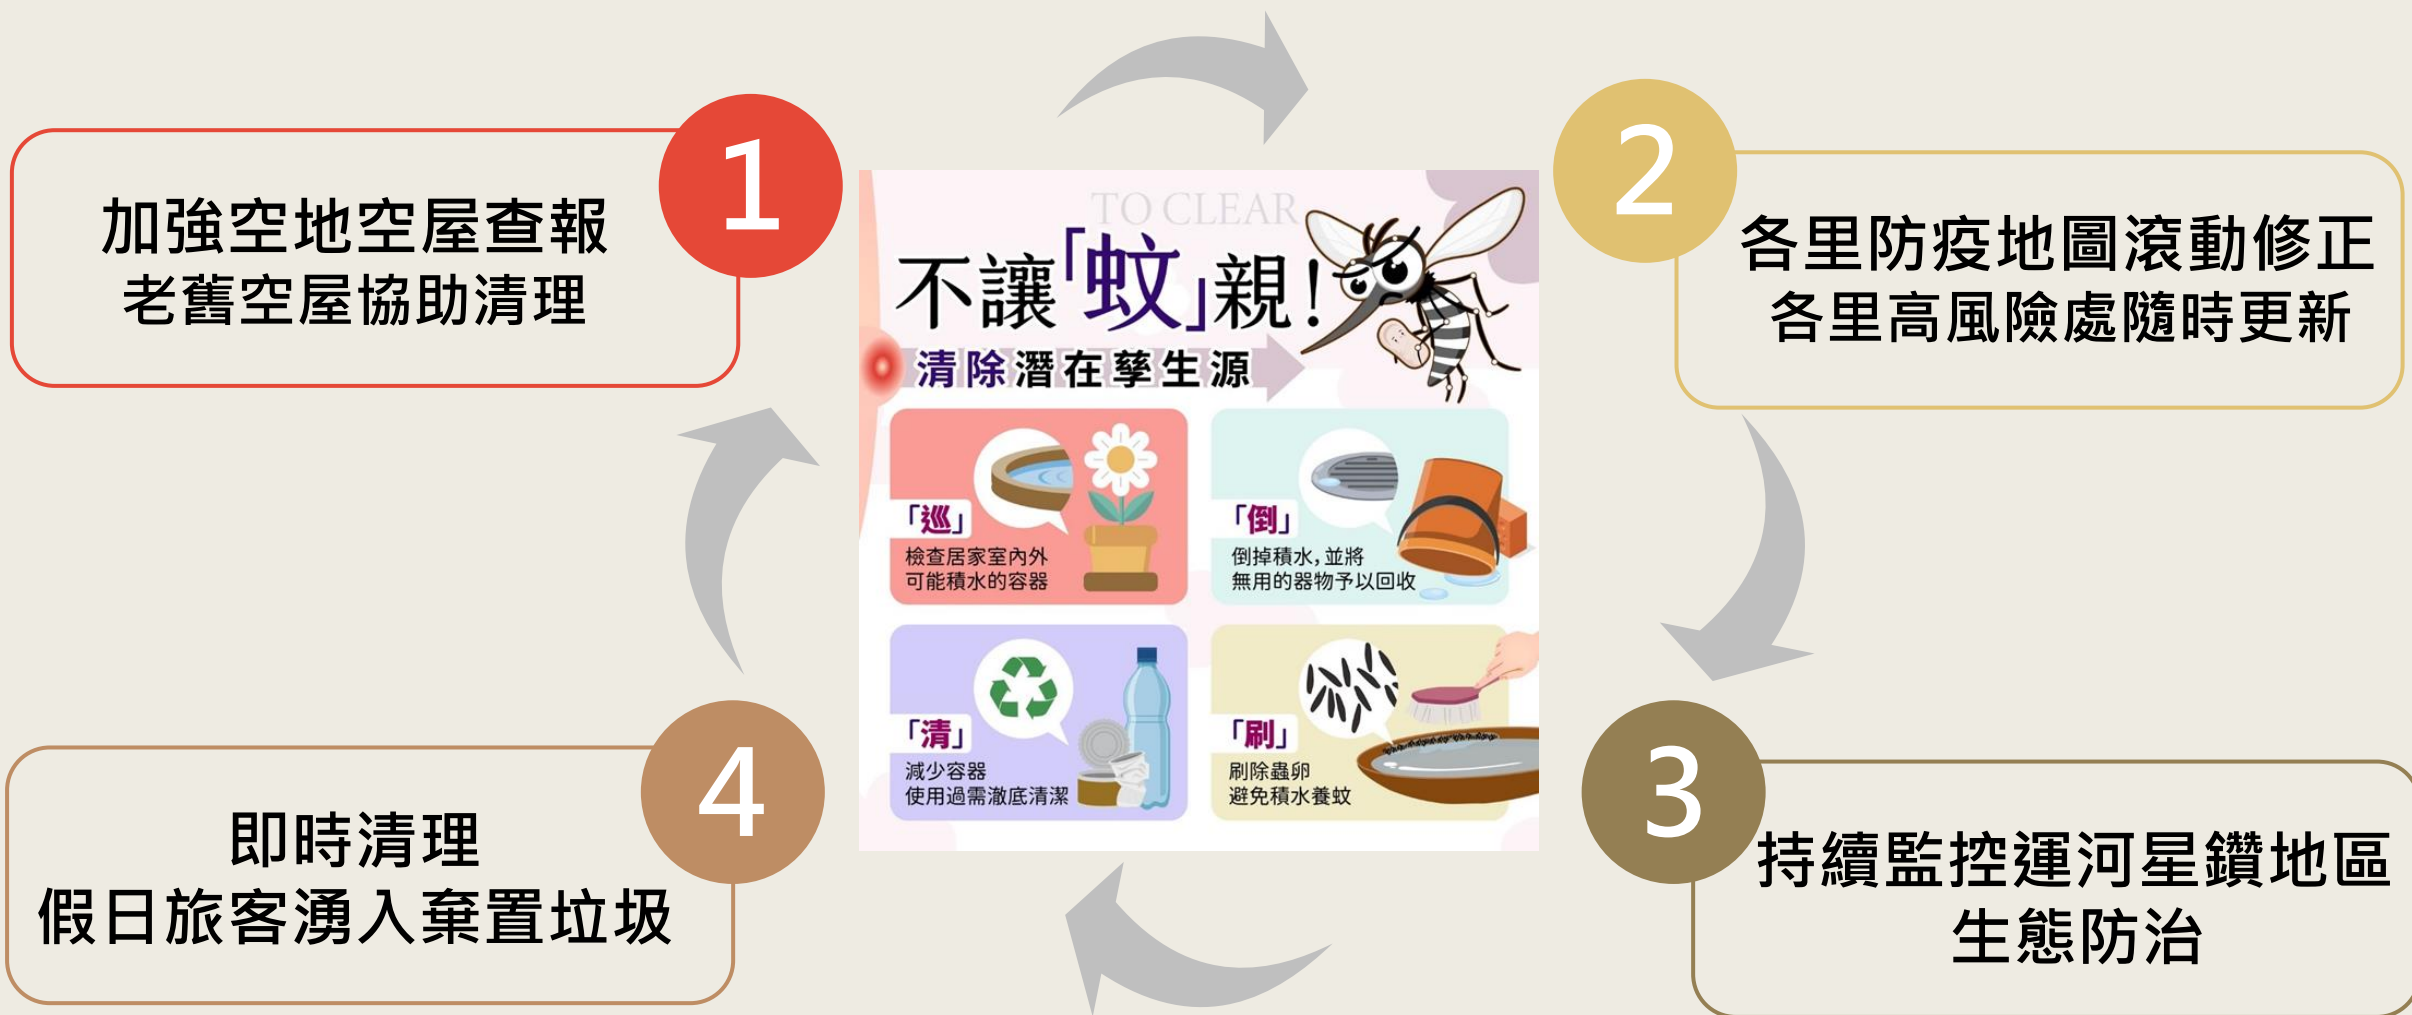 1
加強空地空屋查報
老舊空屋協助清理
2
各里防疫地圖滾動修正
各里高風險處隨時更新
TO CLEAR
不讓「蚊」親!
清除潛在孳生源
「巡」
檢查居家室內外
可能積水的容器
「倒」
倒掉積水,並將
無用的器物予以回收
「清」
減少容器
使用過需澈底清潔
「刷」
刷除蟲卵
避免積水養蚊
3
持續監控運河星鑽地區
生態防治
4
即時清理
假日旅客湧入棄置垃圾